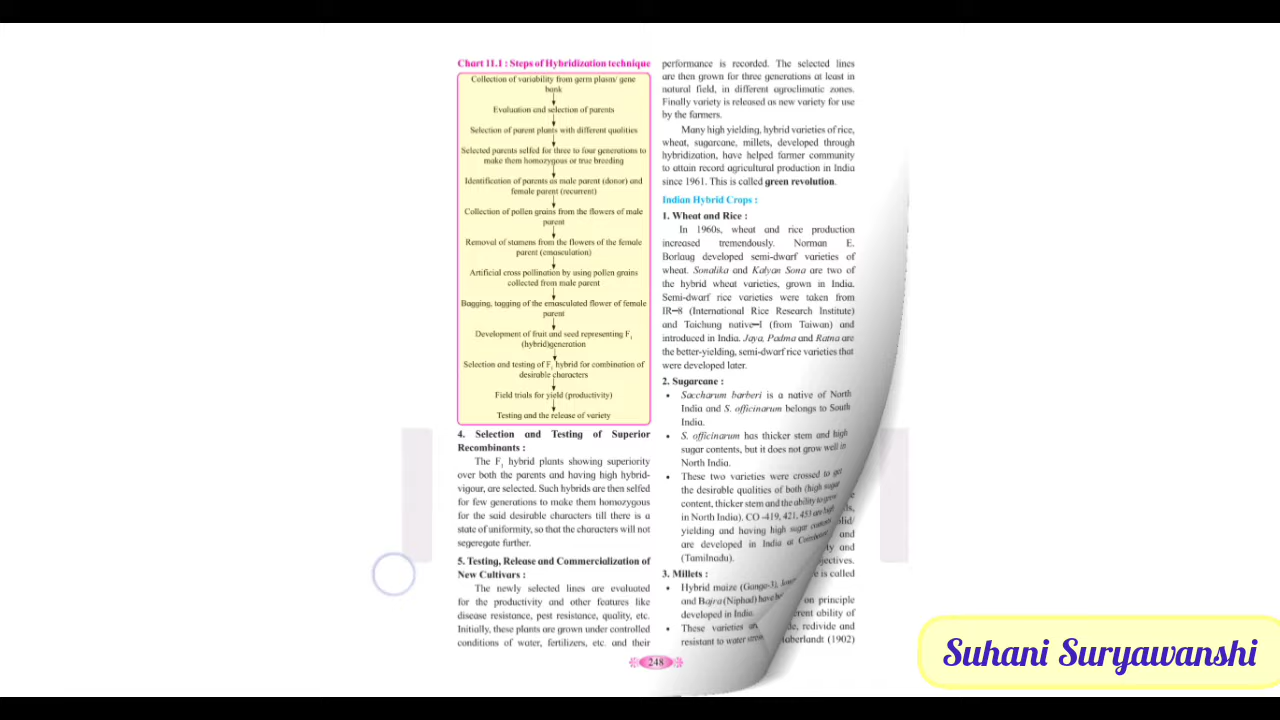 Chart 11.1 : Steps of Hybridization technique
Collection of variability from germ plasm/ gene
bank
Evaluation and selection of parents
Selection of parent plants with different qualities
Selected parents selfed for three to four generations to
make them homozygous or true breeding
Identification of parents as male parent (donor) and
female parent (recurrent)
Collection of pollen grains from the flowers of male
parent
Removal of stamens from the flowers of the female
parent (emasculation)
Artificial cross pollination by using pollen grains
collected from male parent
Bagging, tagging of the emasculated flower of female
parent
Development of fruit and seed representing F₁
(hybrid)generation
Selection and testing of F₁ hybrid for combination of
desirable characters
Field trials for yield (productivity)
Testing and the release of variety
4. Selection and Testing of Superior
Recombinants :
The F₁ hybrid plants showing superiority
over both the parents and having high hybrid-
vigour, are selected. Such hybrids are then selfed
for few generations to make them homozygous
for the said desirable characters till there is a
state of uniformity, so that the characters will not
segeregate further.
5. Testing, Release and Commercialization of
New Cultivars :
The newly selected lines are evaluated
for the productivity and other features like
disease resistance, pest resistance, quality, etc.
Initially, these plants are grown under controlled
conditions of water, fertilizers, etc. and their
performance is recorded. The selected lines
are then grown for three generations at least in
natural field, in different agroclimatic zones.
Finally variety is released as new variety for use
by the farmers.
Many high yielding, hybrid varieties of rice,
wheat, sugarcane, millets, developed through
hybridization, have helped farmer community
to attain record agricultural production in India
since 1961. This is called green revolution.
Indian Hybrid Crops :
1. Wheat and Rice :
In 1960s, wheat and rice production
increased tremendously. Norman E.
Borlaug developed semi-dwarf varieties of
wheat. Sonalika and Kalyan Sona are two of
the hybrid wheat varieties, grown in India.
Semi-dwarf rice varieties were taken from
IR-8 (International Rice Research Institute)
and Taichung native-I (from Taiwan) and
introduced in India. Jaya, Padma and Ratna are
the better-yielding, semi-dwarf rice varieties that
were developed later.
2. Sugarcane :
• Saccharum barberi is a native of North
India and S. officinarum belongs to South
India.
• S. officinarum has thicker stem and high
sugar contents, but it does not grow well in
North India.
• These two varieties were crossed to get
the desirable qualities of both (high sugar
content, thicker stem and the ability to grow
in North India). CO -419, 421, 453 are high
yielding and having high sugar contents
are developed in India at Coimbatore
(Tamilnadu).
3. Millets :
• Hybrid maize (Ganga-3),
and Bajra (Niphad) have
developed in India.
• These varieties
resistant to water stress
and
and
is called
on principle
ability of
redivide and
(1902)
248
Suhani Suryawanshi